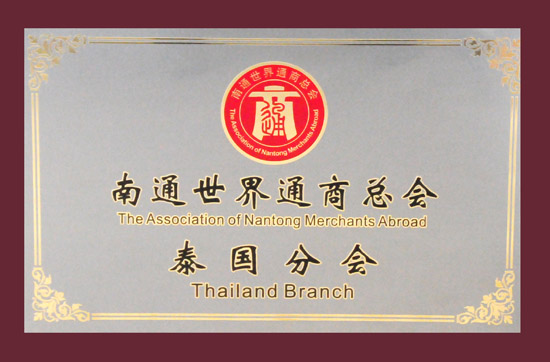 南通世界通商总会
The Association of Nantong Merchants Abroad
通
南通世界通商总会
The Association of Nantong Merchants Abroad
泰国分会
Thailand Branch